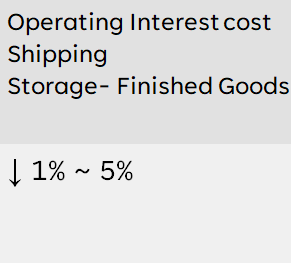 Operating Interest cost
Shipping
Storage- Finished Goods
↓ 1% ~ 5%